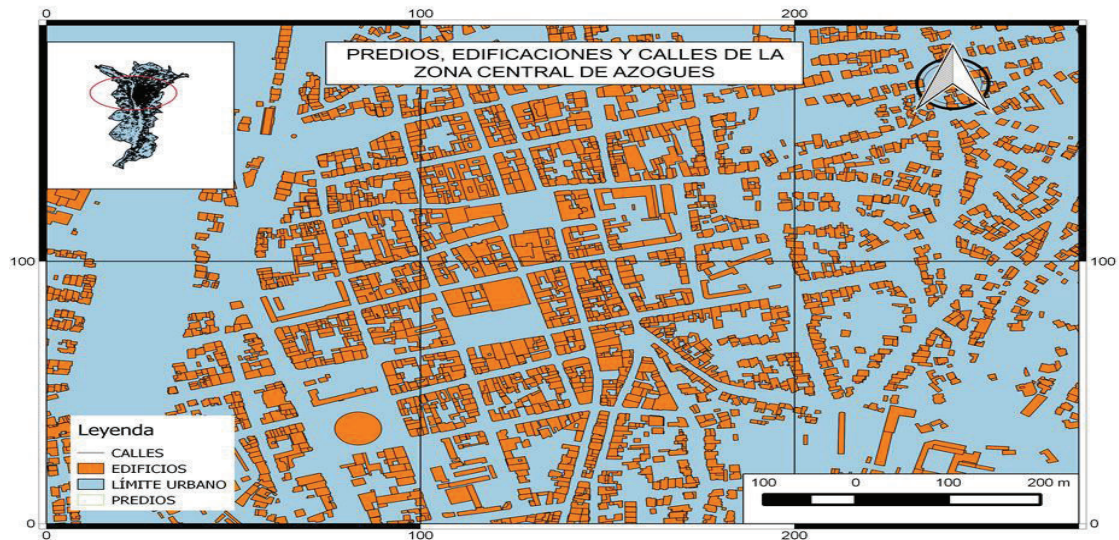 0
100
200
PREDIOS, EDIFICACIONES Y CALLES DE LA
ZONA CENTRAL DE AZOGUES
100
100
Leyenda
CALLES
EDIFICIOS
LÍMITE URBANO
PREDIOS
100 0 100 200 m
0
0
0
100
200